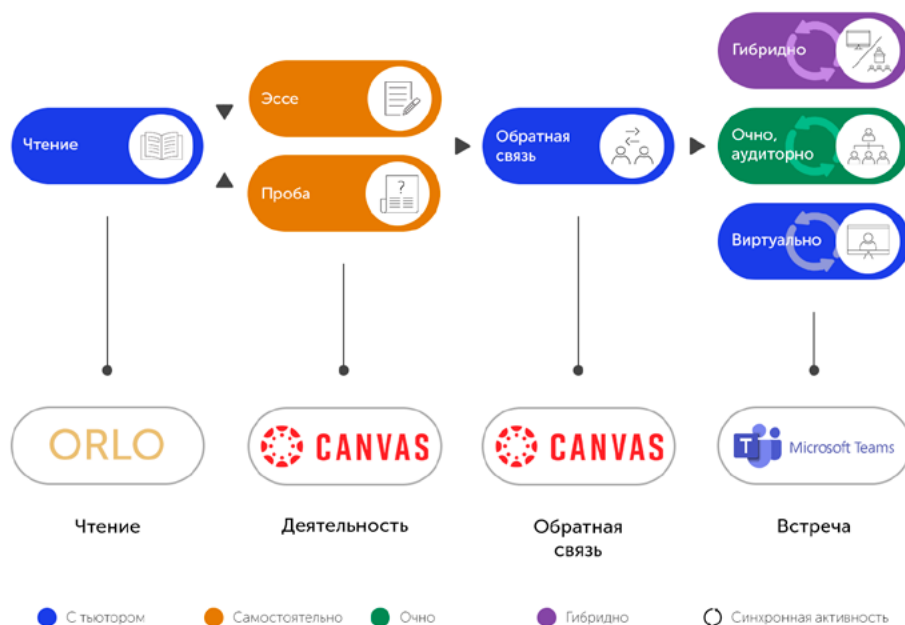 Гибридно
Эссе
Чтение
Обратная
связь
Очно,
аудиторно
?
Проба
Виртуально
ORLO
CANVAS
CANVAS
T
Microsoft Teams
Чтение
Деятельность
Обратная
связь
Встреча
С тьютором
Самостоятельно
Очно
Гибридно
Синхронная активность